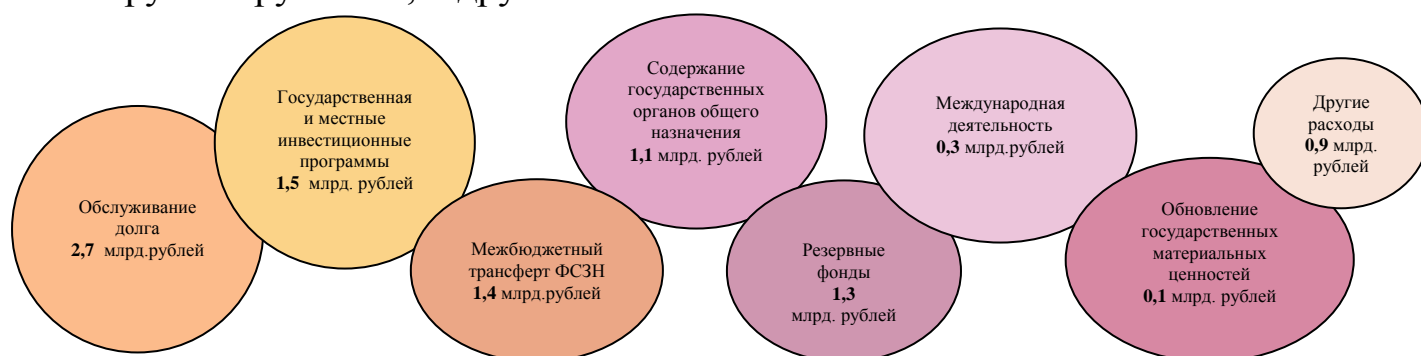 Обслуживание
долга
2,7 млрд.рублей
Государственная
и местные
инвестиционные
программы
1,5 млрд. рублей
Межбюджетный
трансферт ФСЗН
1,4 млрд.рублей
Содержание
государственных
органов общего
назначения
1,1 млрд. рублей
Резервные
фонды
1,3
млрд. рублей
Международная
деятельность
0,3 млрд.рублей
Обновление
государственных
материальных
ценностей
0,1 млрд. рублей
Другие
расходы
0,9 млрд.
рублей